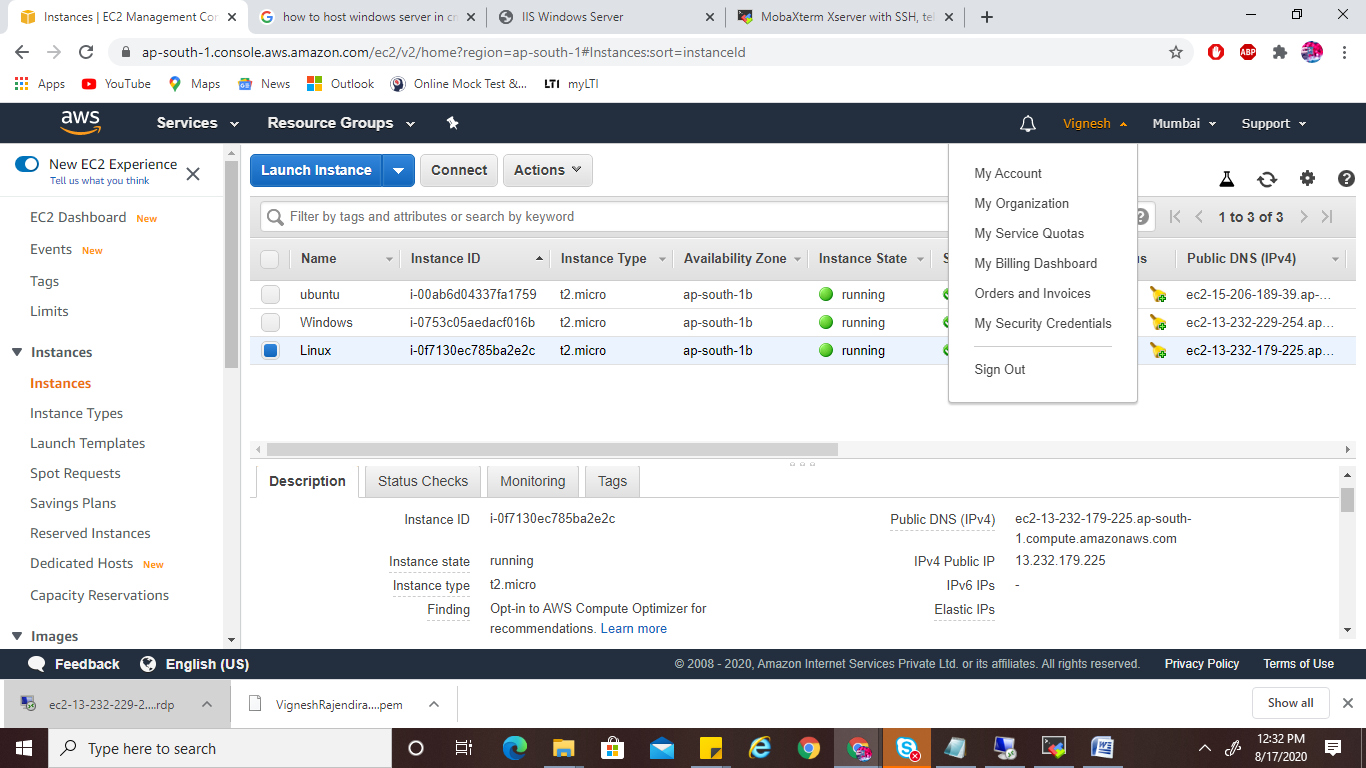 Instances | EC2 Management Con
how to host windows server in cm
IIS Windows Server
MobaXterm Xserver with SSH, tel
ap-south-1.console.aws.amazon.com/ec2/v2/home?region=ap-south-1#Instances:sort=instanceId
ABP
Apps
YouTube
Maps
News
Outlook
Online Mock Test &...
LTI myLTI
aws
Services
Resource Groups
Vignesh
Mumbai
Support
New EC2 Experience
Tell us what you think
EC2 Dashboard New
Events New
Tags
Limits
Instances
Instances
Instance Types
Launch Templates
Spot Requests
Savings Plans
Reserved Instances
Dedicated Hosts New
Capacity Reservations
Images
Launch Instance
Connect
Actions
My Account
My Organization
My Service Quotas
My Billing Dashboard
Orders and Invoices
My Security Credentials
Sign Out
Filter by tags and attributes or search by keyword
1 to 3 of 3
Name Instance ID Instance Type Availability Zone Instance State S s Public DNS (IPv4)
ubuntu i-00ab6d04337fa1759 t2.micro ap-south-1b running ec2-15-206-189-39.ap-...
Windows i-0753c05aedacf016b t2.micro ap-south-1b running ec2-13-232-229-254.ap...
Linux i-0f7130ec785ba2e2c t2.micro ap-south-1b running ec2-13-232-179-225.ap...
Description
Status Checks
Monitoring
Tags
Instance ID i-0f7130ec785ba2e2c
Instance state running
Instance type t2.micro
Finding Opt-in to AWS Compute Optimizer for
recommendations. Learn more
Public DNS (IPv4) ec2-13-232-179-225.ap-south-
1.compute.amazonaws.com
IPv4 Public IP 13.232.179.225
IPv6 IPs -
Elastic IPs
Feedback
English (US)
© 2008 - 2020, Amazon Internet Services Private Ltd. or its affiliates. All rights reserved.
Privacy Policy
Terms of Use
ec2-13-232-229-2....rdp
VigneshRajendira....pem
Show all
Type here to search
12:32 PM
8/17/2020